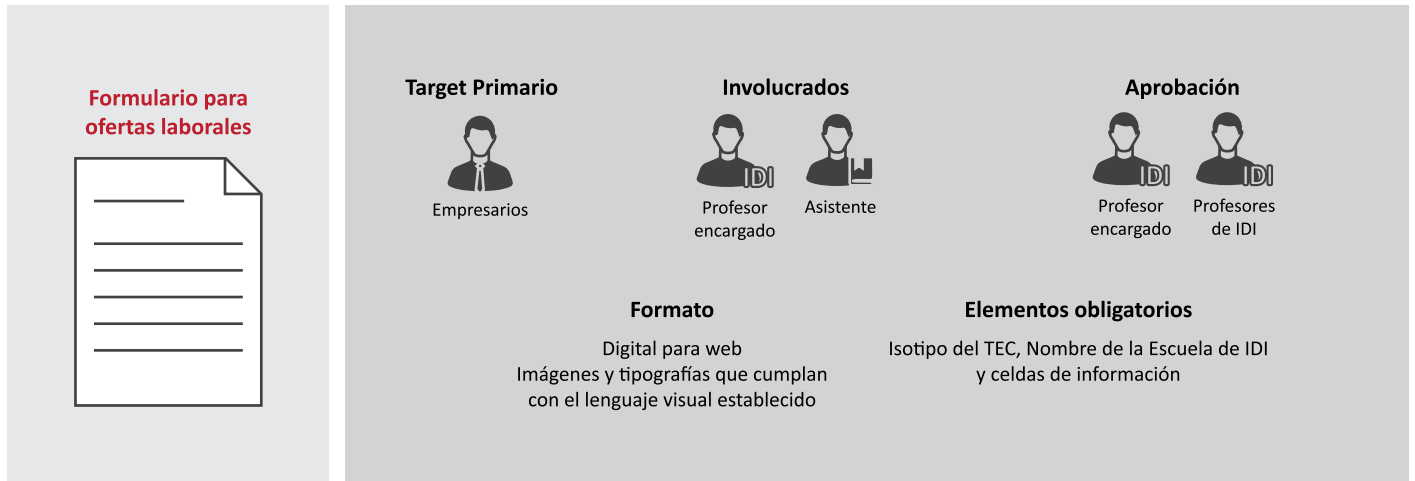 Formulario para
ofertas laborales
Target Primario
Empresarios
Involucrados
IDI
Profesor
encargado
Asistente
Aprobación
IDI
Profesor
encargado
IDI
Profesores
de IDI
Formato
Digital para web
Imágenes y tipografías que cumplan
con el lenguaje visual establecido
Elementos obligatorios
Isotipo del TEC, Nombre de la Escuela de IDI
y celdas de información